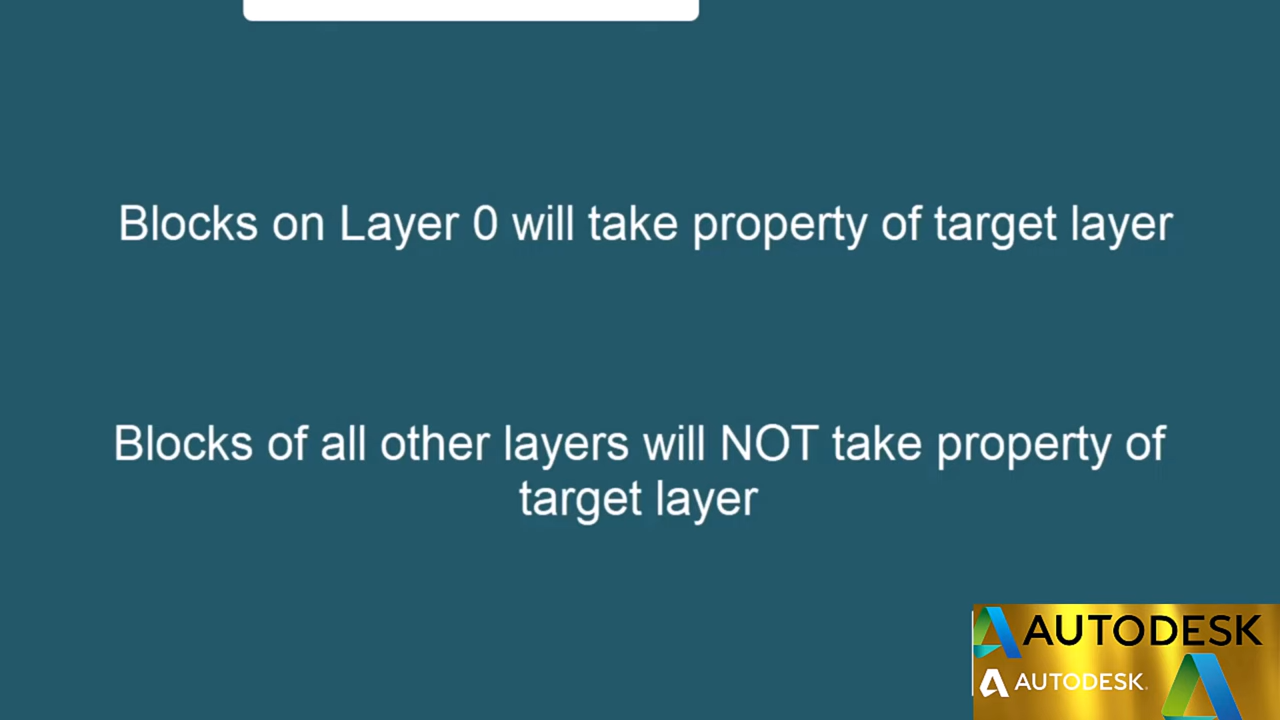 Blocks on Layer 0 will take property of target layer
Blocks of all other layers will NOT take property of
target layer
AUTODESK
AUTODESK.